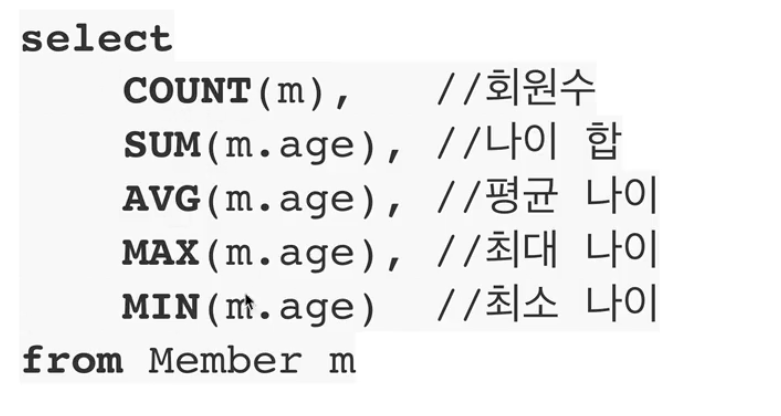 select
COUNT(m), //회원수
SUM(m.age), //나이 합
AVG(m.age), //평균 나이
MAX(m.age), //최대 나이
MIN(m.age) //최소 나이
from Member m